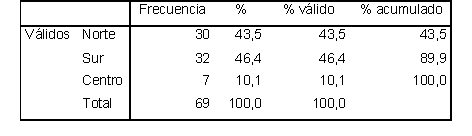 Frecuencia % % válido % acumulado
Válidos Norte 30 43,5 43,5 43,5
Sur 32 46,4 46,4 89,9
Centro 7 10,1 10,1 100,0
Total 69 100,0 100,0